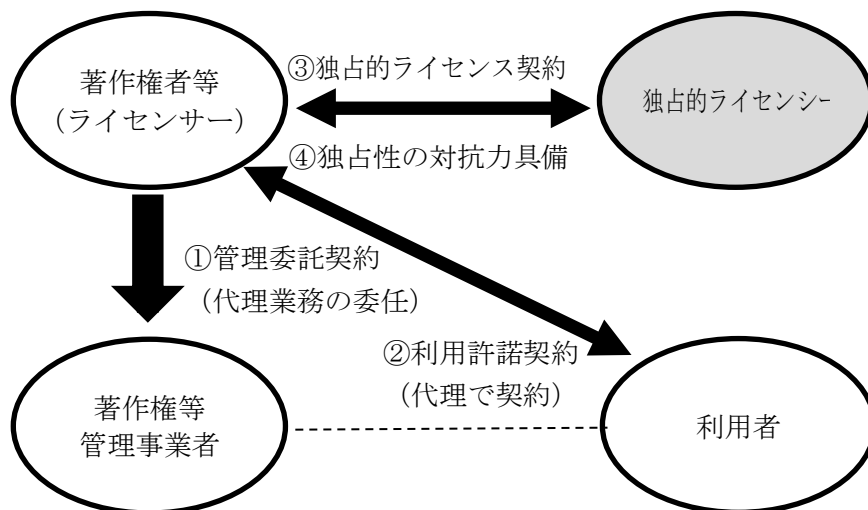 著作権者等
（ライセンサー）
③独占的ライセンス契約
④独占性の対抗力具備
独占的ライセンシー
①管理委託契約
（代理業務の委任）
②利用許諾契約
（代理で契約）
著作権等
管理事業者
利用者